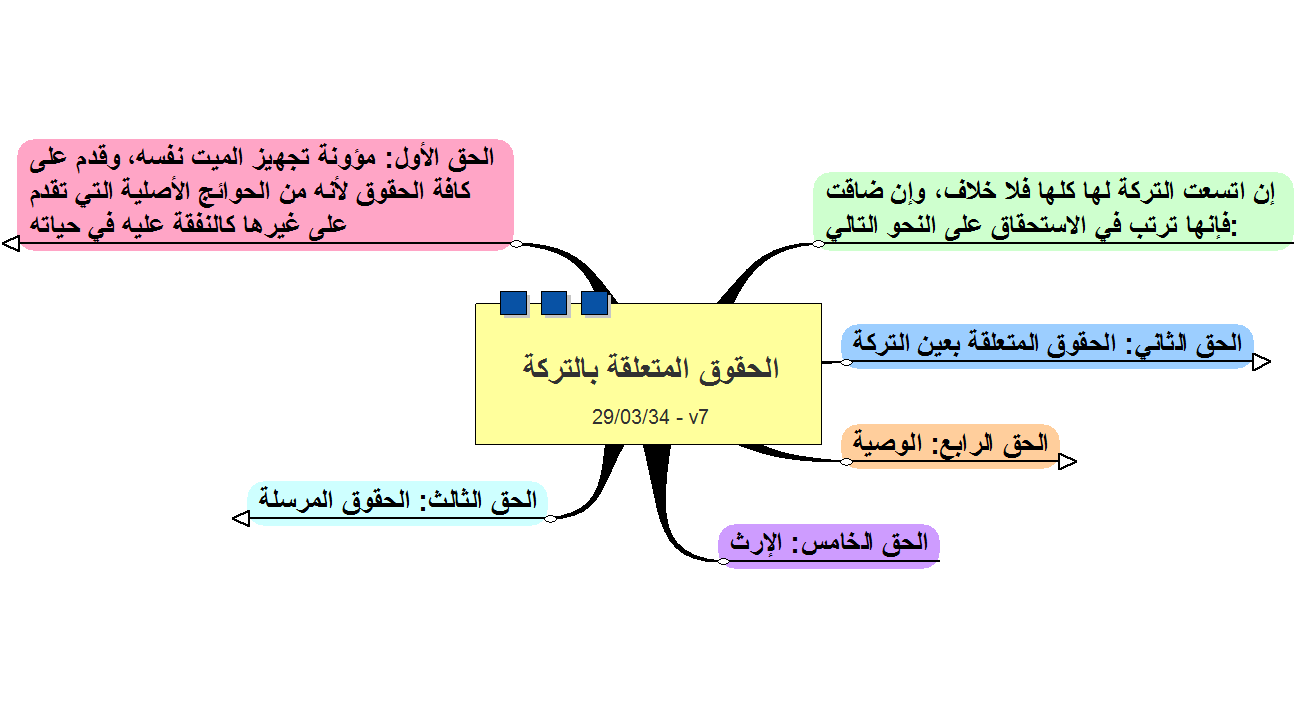 الحقوق المتعلقة بالتركة
29/03/34 - v7
إن اتسعت التركة لها كلها فلا خلاف، وإن ضاقت
فإنها ترتب في الاستحقاق على النحو التالي:
الحق الأول: مؤونة تجهيز الميت نفسه، وقدم على
كافة الحقوق لأنه من الحوائج الأصلية التي تقدم
على غيرها كالنفقة عليه في حياته
الحق الثاني: الحقوق المتعلقة بعين التركة
الحق الثالث: الحقوق المرسلة
الحق الرابع: الوصية
الحق الخامس: الإرث